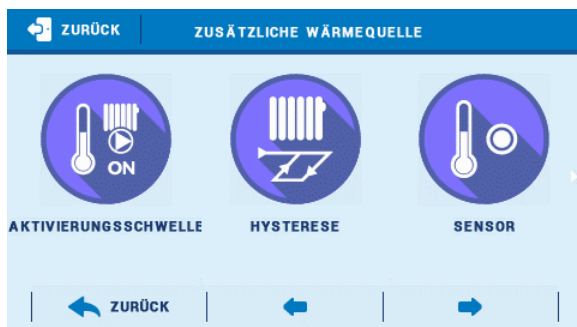 ZURÜCK
ZUSÄTZLICHE WÄRMEQUELLE
ON
AKTIVIERUNGSSCHWELLE
HYSTERESE
SENSOR
ZURÜCK